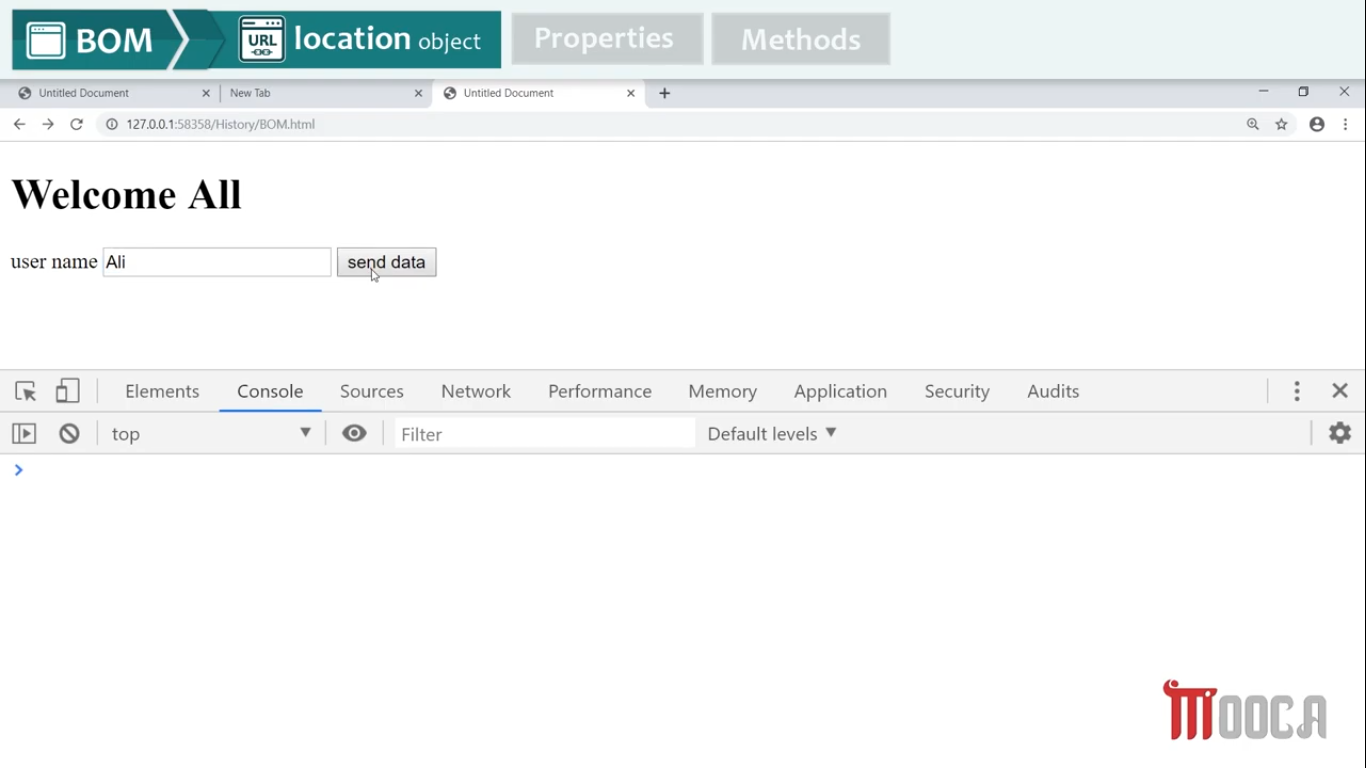 BOM URL location object Properties Methods
Untitled Document New Tab Untitled Document
127.0.0.1:58358/History/BOM.html
Welcome All
user name Ali send data
Elements Console Sources Network Performance Memory Application Security Audits
top Filter Default levels
MOOCA